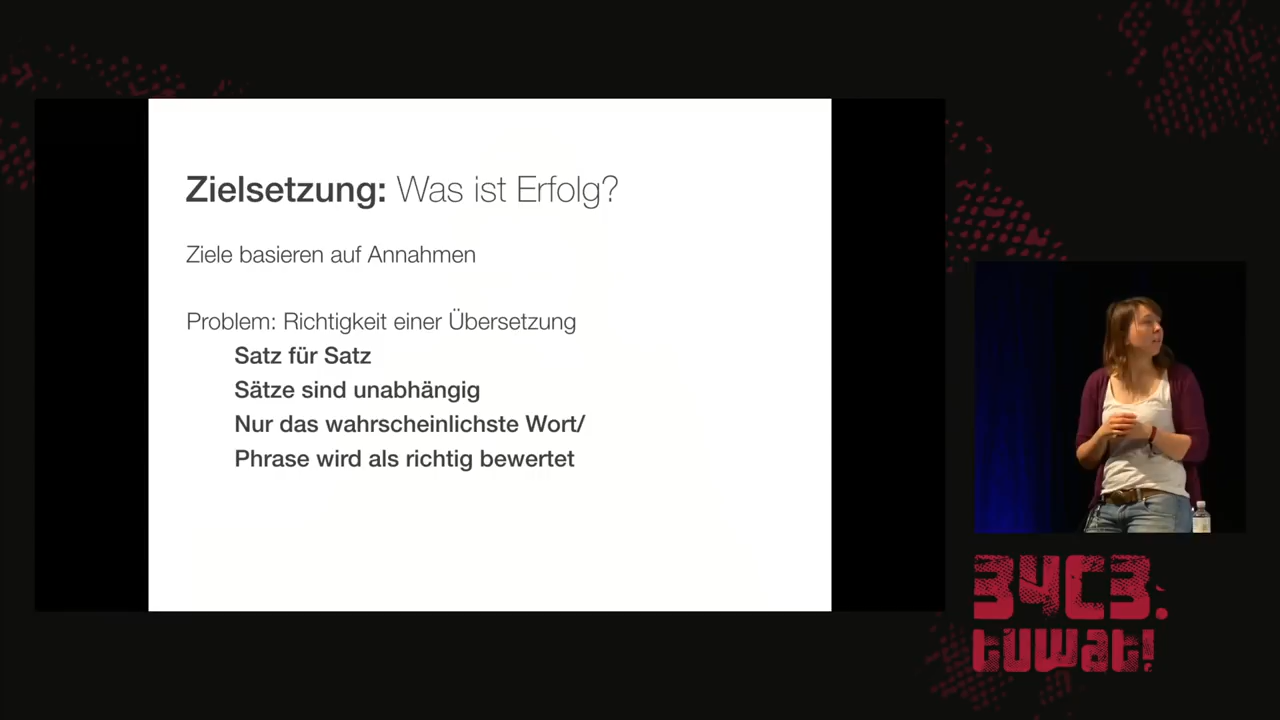 Zielsetzung: Was ist Erfolg?
Ziele basieren auf Annahmen
Problem: Richtigkeit einer Übersetzung
Satz für Satz
Sätze sind unabhängig
Nur das wahrscheinlichste Wort/
Phrase wird als richtig bewertet
34C3.
tuwat!